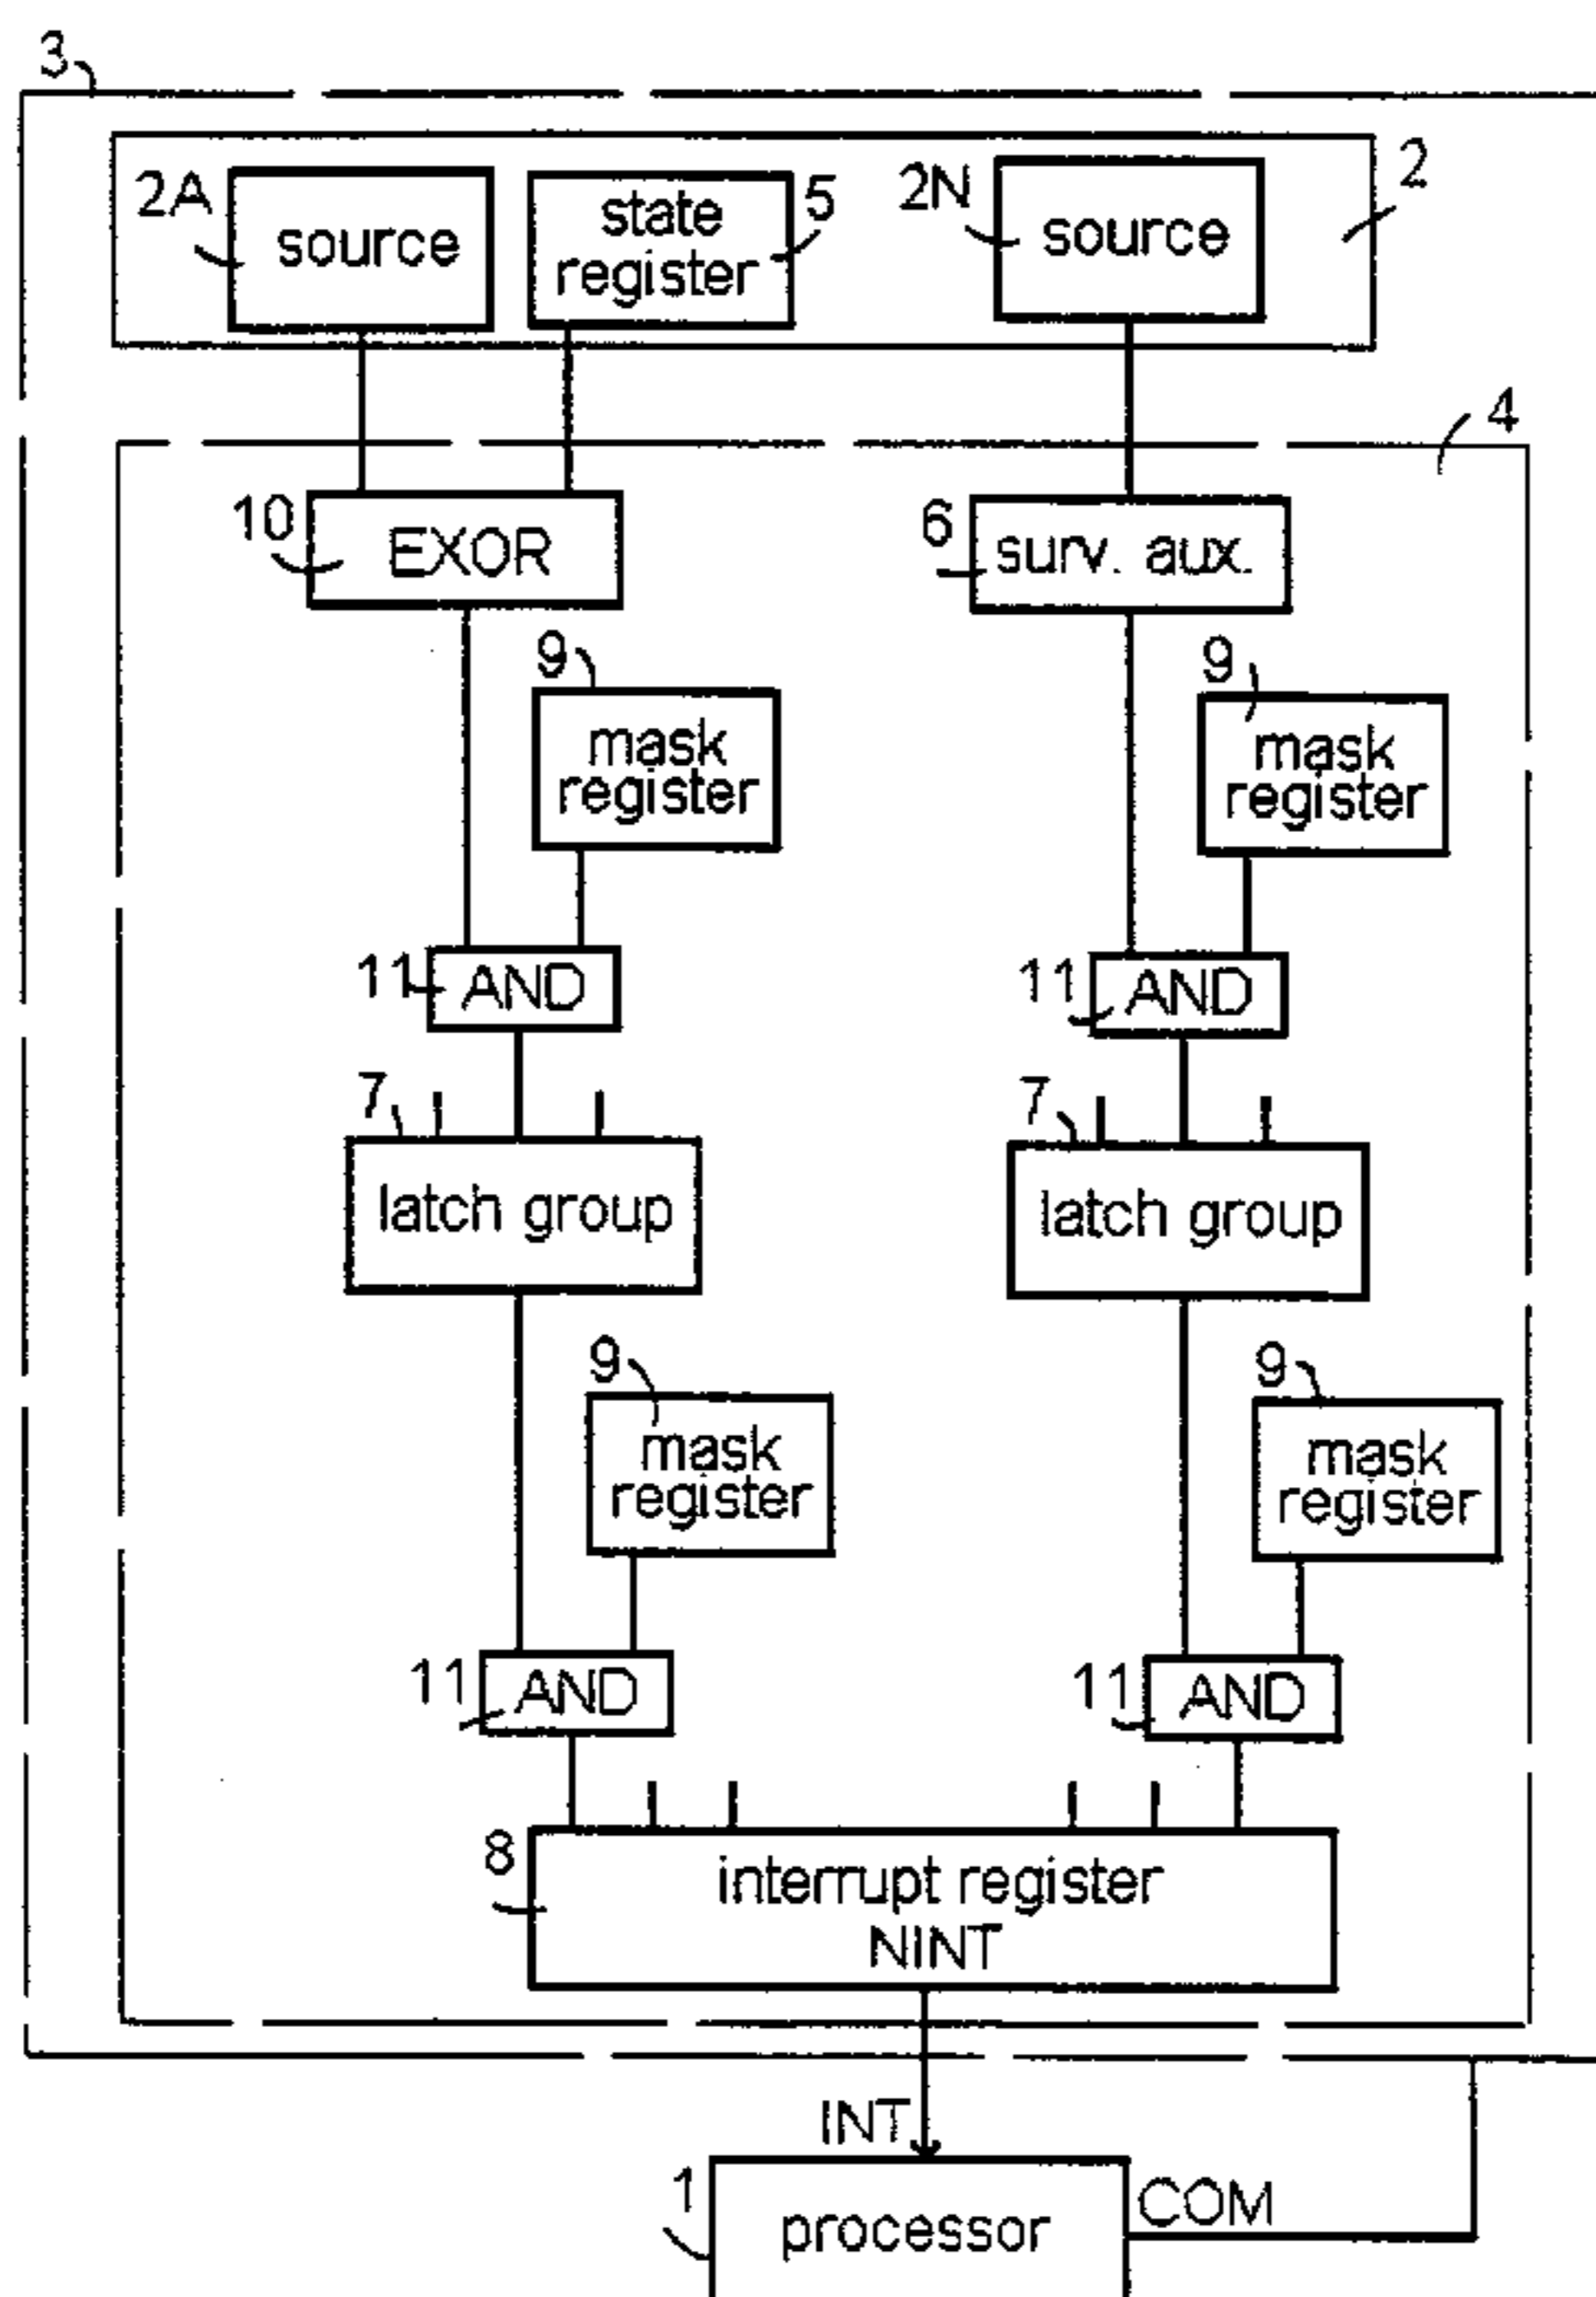 3
2A
source
state
register
5
2N
source
2
4
10
EXOR
6
surv. aux.
9
mask
register
9
mask
register
11
AND
11
AND
7
latch group
7
latch group
9
mask
register
9
mask
register
11
AND
11
AND
8
interrupt register
NINT
INT
1
processor
COM